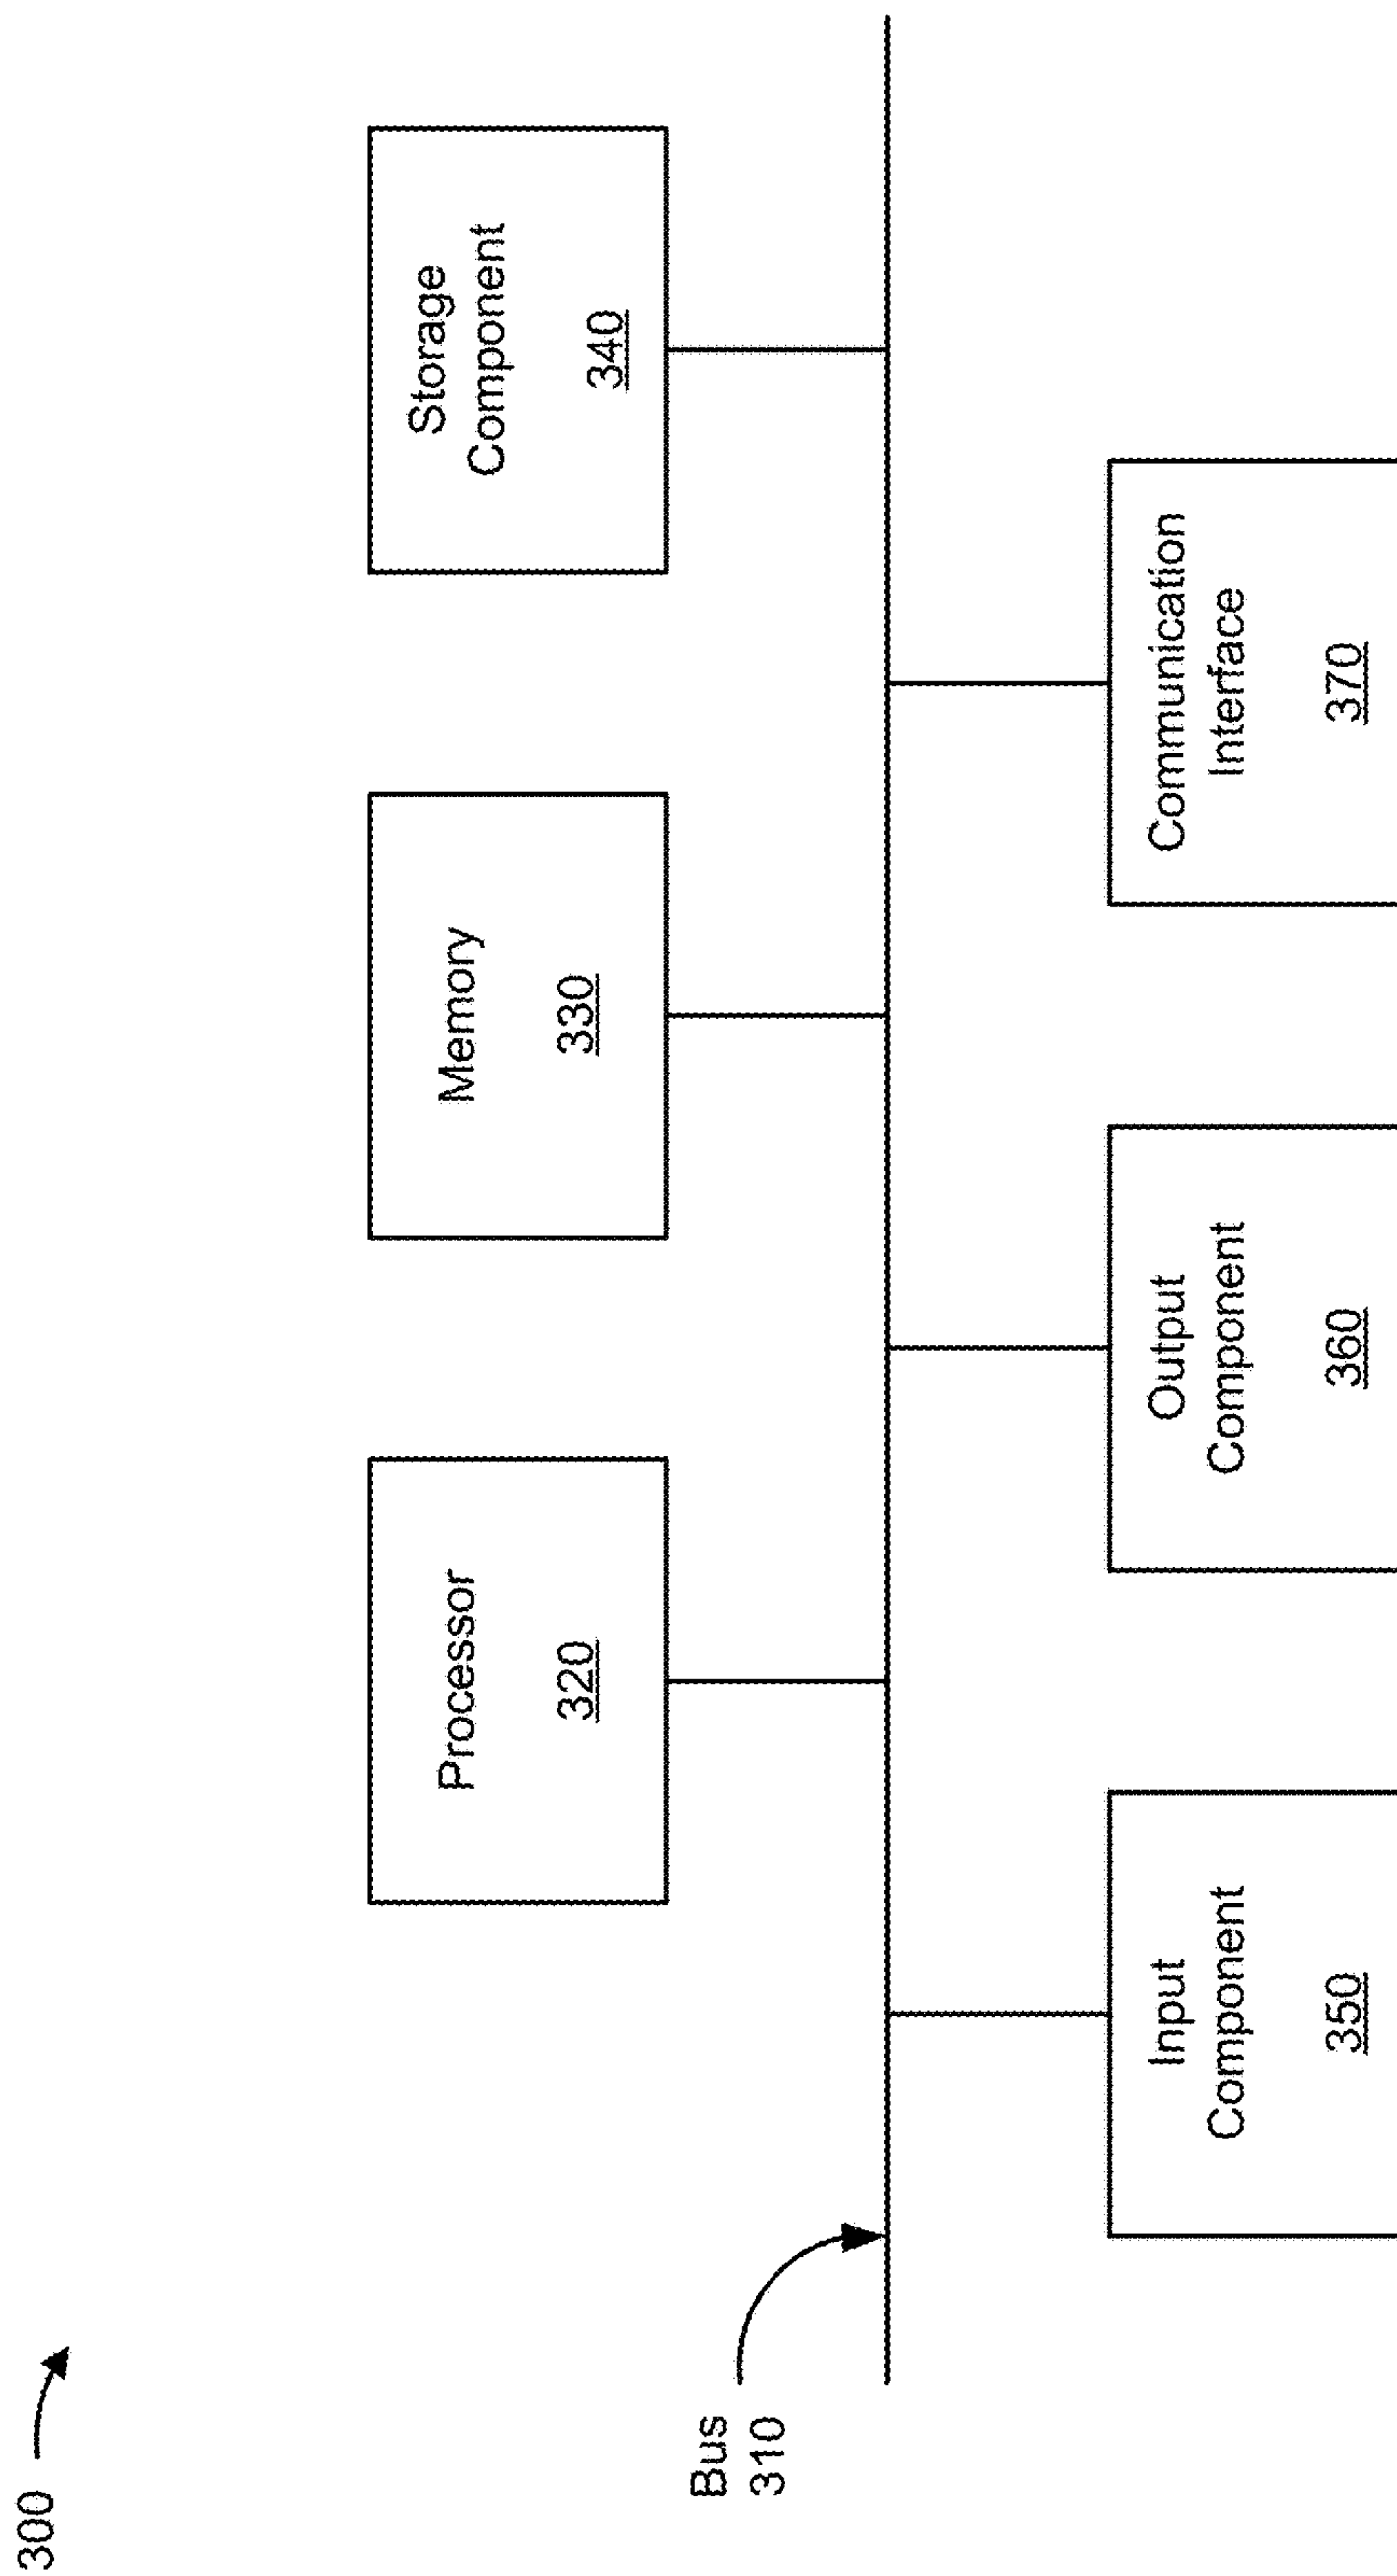 300
Processor
320
Memory
330
Storage
Component
340
Bus
310
Input
Component
350
Output
Component
360
Communication
Interface
370